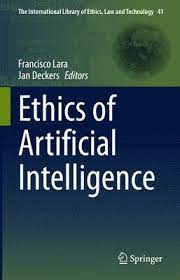 The International Library of Ethics, Law and Technology 41
Francisco Lara
Jan Deckers Editors
Ethics of
Artificial
Intelligence
Springer